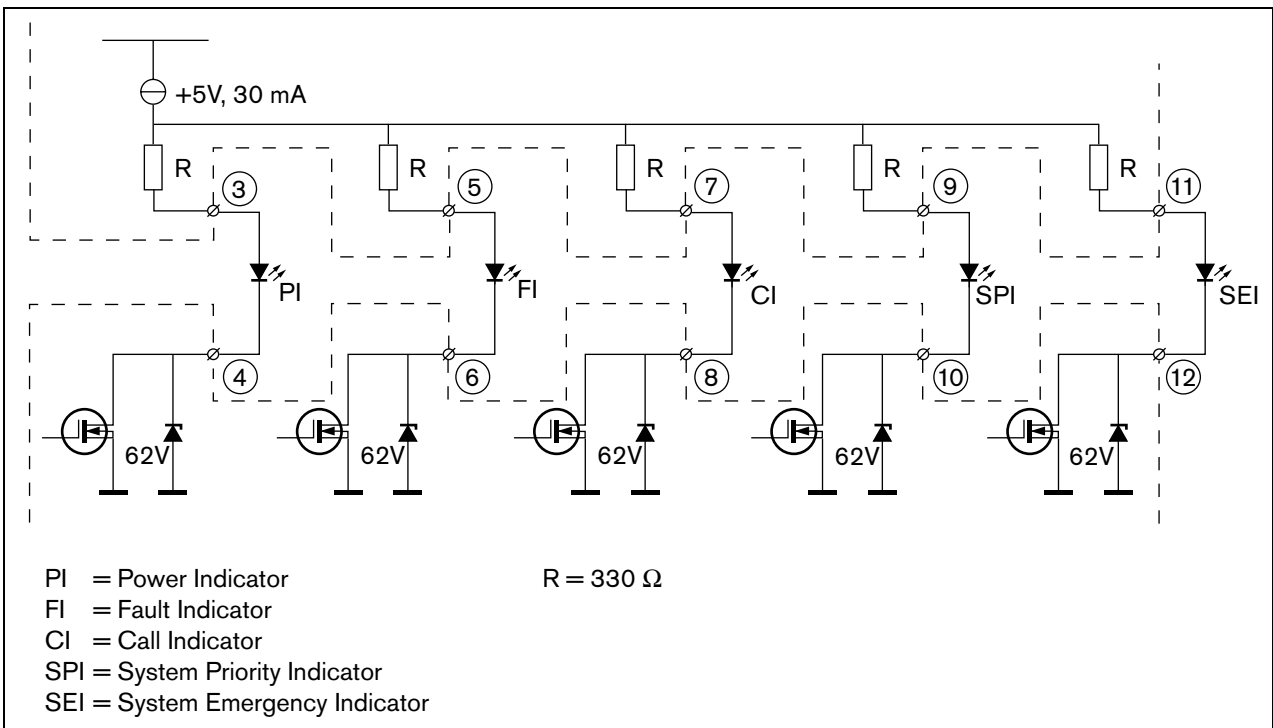 +5V, 30 mA
R R R R R
3 5 7 9 11
PI FI CI SPI SEI
4 6 8 10 12
62V 62V 62V 62V 62V
PI = Power Indicator R = 330 Ω
FI = Fault Indicator
CI = Call Indicator
SPI = System Priority Indicator
SEI = System Emergency Indicator